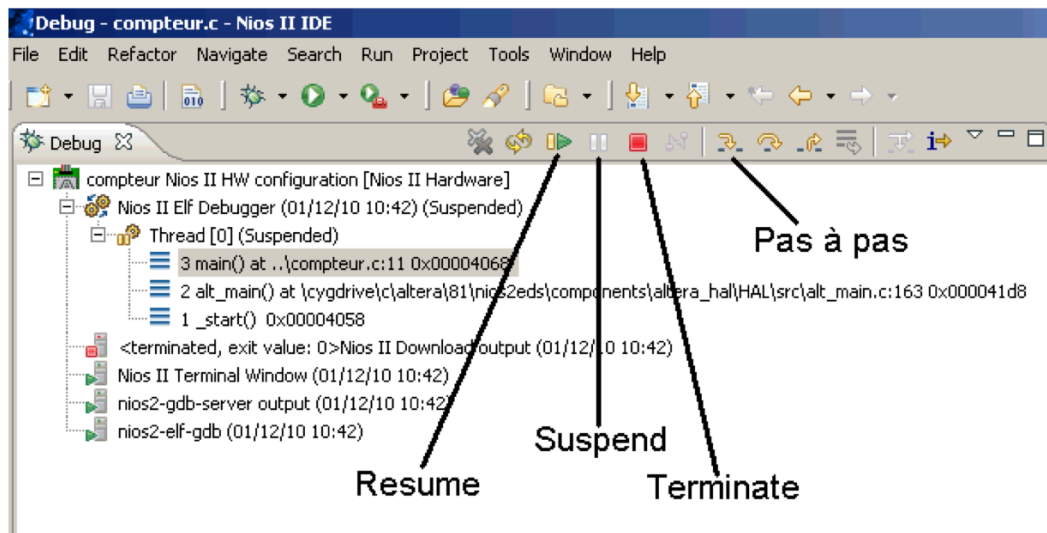 Debug - compteur.c - Nios II IDE
File Edit Refactor Navigate Search Run Project Tools Window Help
010
Debug
compteur Nios II HW configuration [Nios II Hardware]
Nios II Elf Debugger (01/12/10 10:42) (Suspended)
Thread [0] (Suspended)
Pas à pas
3 main() at ..\compteur.c:11 0x00004068
2 alt_main() at \cygdrive\c\altera\81\nios2eds\components\altera_hal\HAL\src\alt_main.c:163 0x000041d8
1 _start() 0x00004058
<terminated, exit value: 0>Nios II Download output (01/12/10 10:42)
Nios II Terminal Window (01/12/10 10:42)
nios2-gdb-server output (01/12/10 10:42)
nios2-elf-gdb (01/12/10 10:42)
Suspend
Resume
Terminate